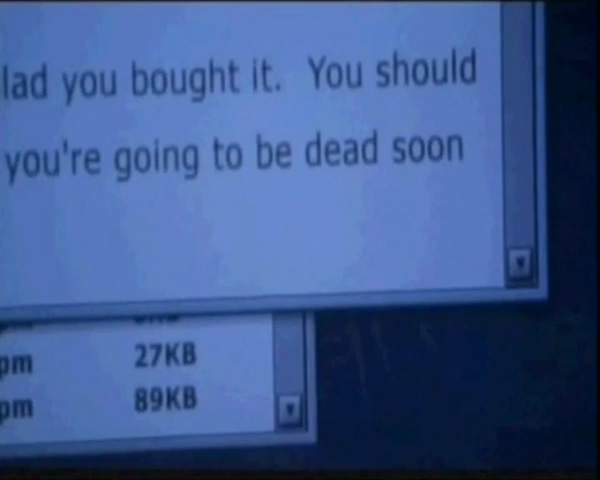 lad you bought it. You should
you're going to be dead soon
pm 27KB
pm 89KB